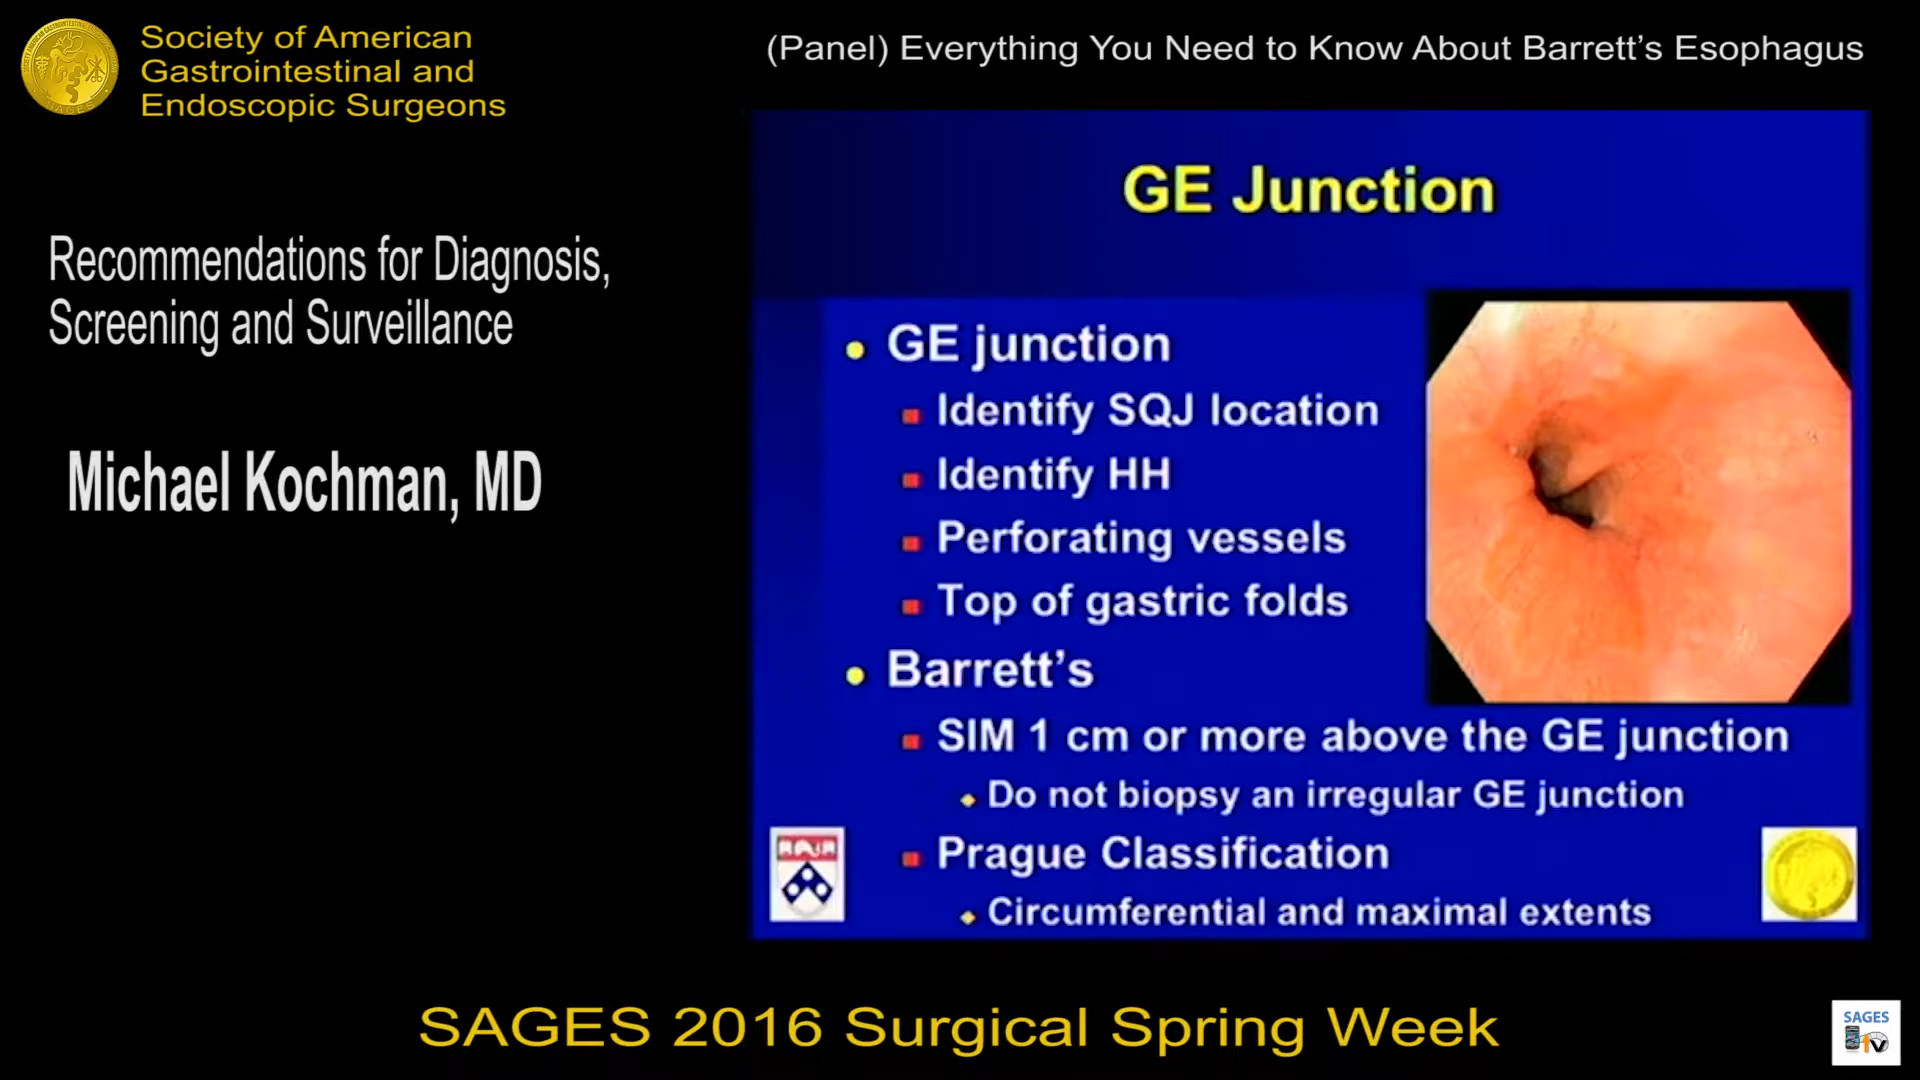 Society of American
Gastrointestinal and
Endoscopic Surgeons
(Panel) Everything You Need to Know About Barrett's Esophagus
Recommendations for Diagnosis,
Screening and Surveillance
Michael Kochman, MD
GE Junction
GE junction
Identify SQJ location
Identify HH
Perforating vessels
Top of gastric folds
Barrett's
SIM 1 cm or more above the GE junction
Do not biopsy an irregular GE junction
Prague Classification
Circumferential and maximal extents
SAGES 2016 Surgical Spring Week
SAGES
TV